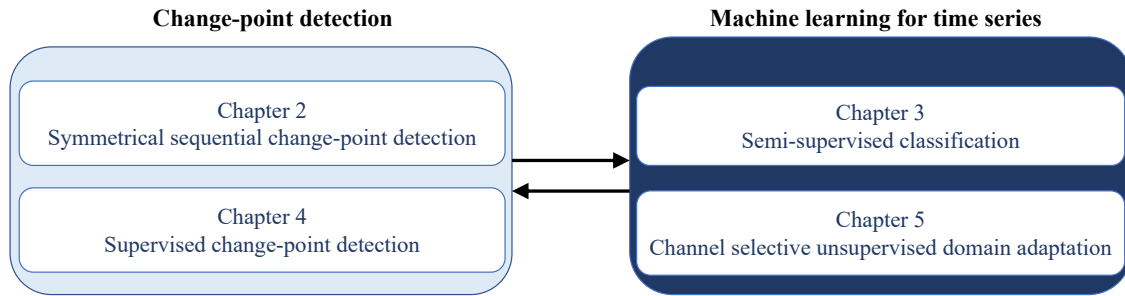 Change-point detection
Chapter 2
Symmetrical sequential change-point detection
Chapter 4
Supervised change-point detection
Machine learning for time series
Chapter 3
Semi-supervised classification
Chapter 5
Channel selective unsupervised domain adaptation